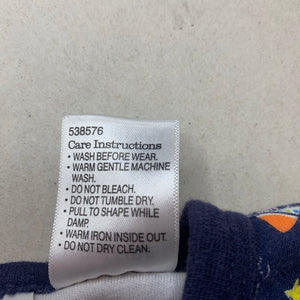 538576
Care Instructions
• WASH BEFORE WEAR.
• WARM GENTLE MACHINE
WASH.
• DO NOT BLEACH.
• DO NOT TUMBLE DRY.
• PULL TO SHAPE WHILE
DAMP.
• WARM IRON INSIDE OUT.
• DO NOT DRY CLEAN.